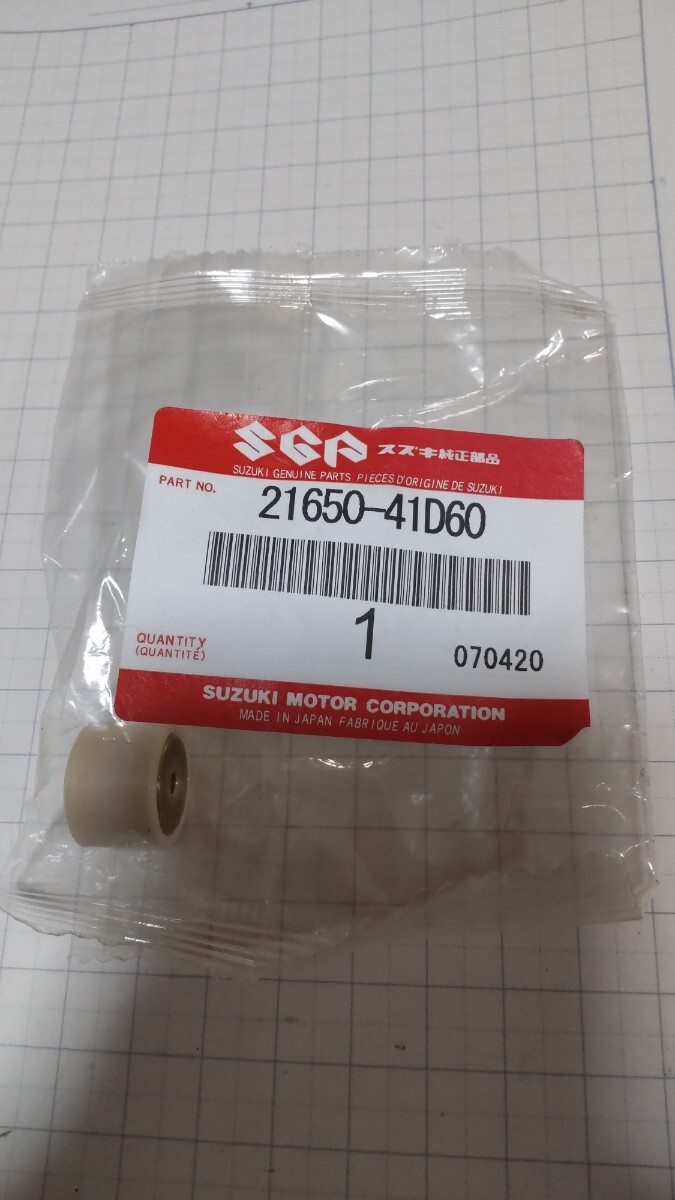 SGP スズキ純正部品
SUZUKI GENUINE PARTS PIÈCES D'ORIGINE DE SUZUKI
PART NO. 21650-41D60
QUANTITY
(QUANTITÉ)
1
070420
SUZUKI MOTOR CORPORATION
MADE IN JAPAN FABRIQUE AU JAPON